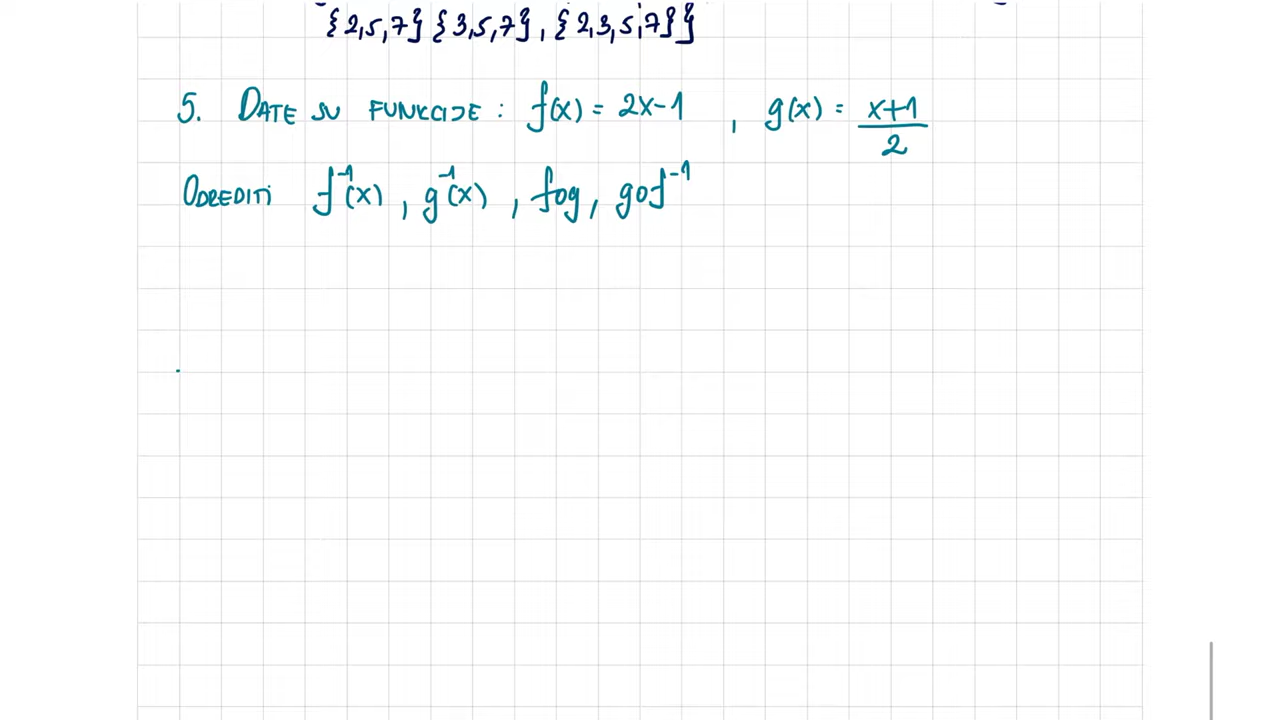 {2,5,7} {3,5,7}, {2,3,5,7}}
5. DATE SU FUNKCIJE: f(x) = 2x-1, g(x) = \frac{x+1}{2}
ODREDITI f⁻¹(x), g⁻¹(x), fog, gof⁻¹